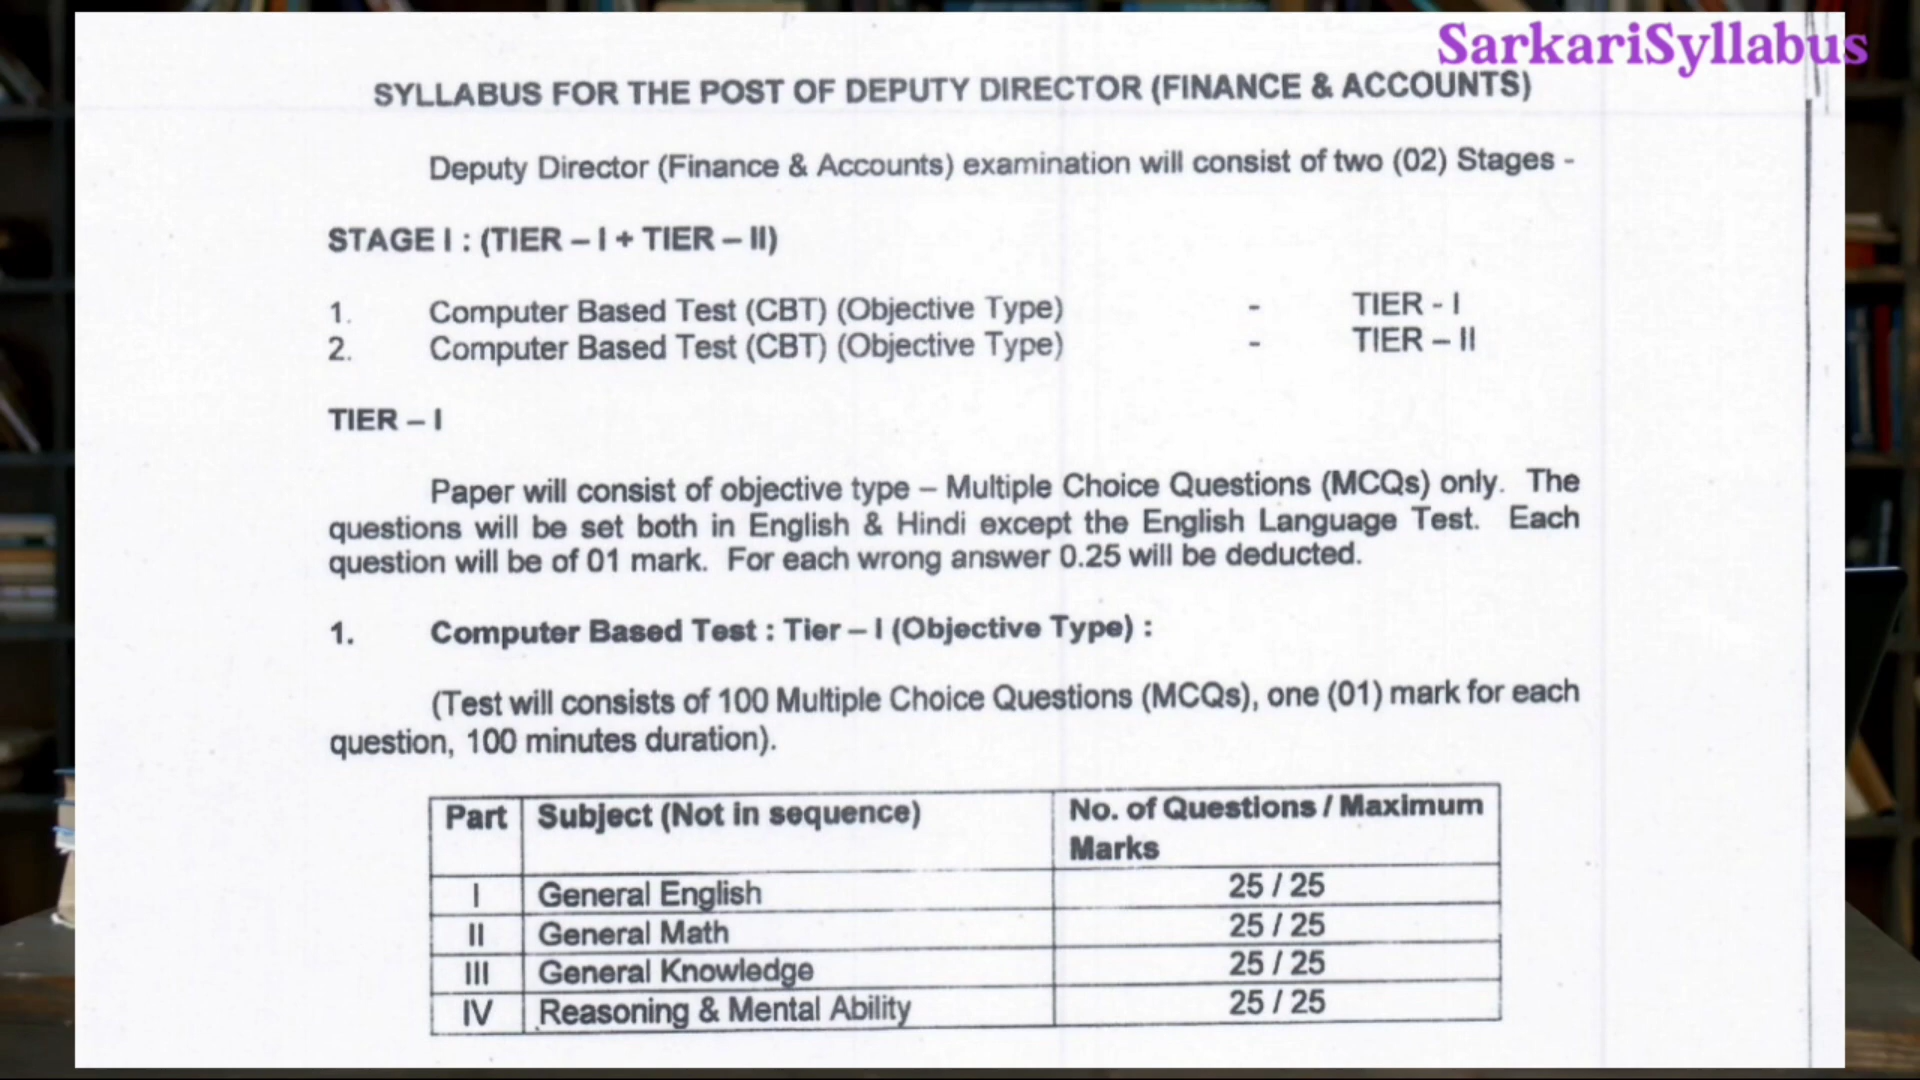 SarkariSyllabus
SYLLABUS FOR THE POST OF DEPUTY DIRECTOR (FINANCE & ACCOUNTS)
Deputy Director (Finance & Accounts) examination will consist of two (02) Stages -
STAGE I : (TIER – I + TIER – II)
1. Computer Based Test (CBT) (Objective Type) - TIER - I
2. Computer Based Test (CBT) (Objective Type) - TIER – II
TIER – I
Paper will consist of objective type – Multiple Choice Questions (MCQs) only. The
questions will be set both in English & Hindi except the English Language Test. Each
question will be of 01 mark. For each wrong answer 0.25 will be deducted.
1. Computer Based Test : Tier – I (Objective Type) :
(Test will consists of 100 Multiple Choice Questions (MCQs), one (01) mark for each
question, 100 minutes duration).
Part Subject (Not in sequence) No. of Questions / Maximum
Marks
I General English 25 / 25
II General Math 25 / 25
III General Knowledge 25 / 25
IV Reasoning & Mental Ability 25 / 25